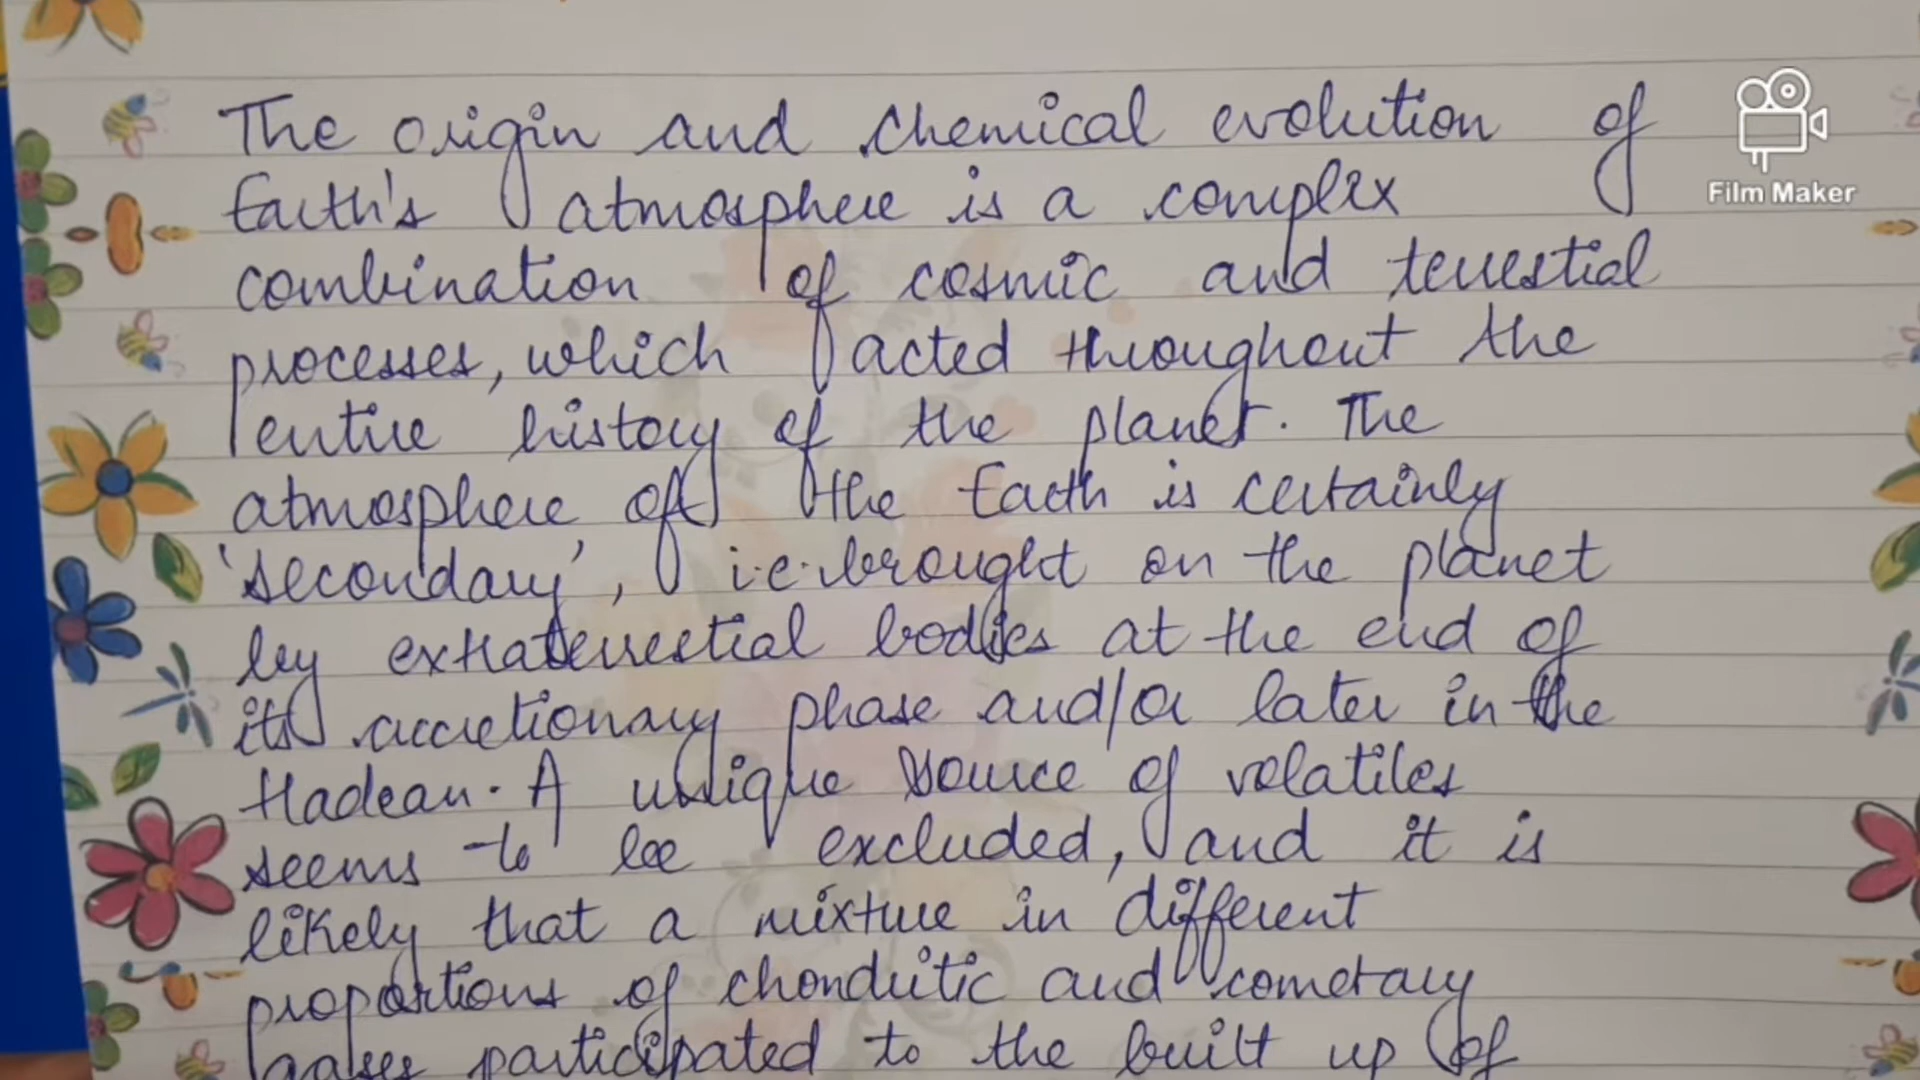 The origin and chemical evolution of
Earth's atmosphere is a complex
combination of cosmic and terrestial
processes, which acted throughout the
entire history of the planet. The
atmosphere of the Earth is certainly
'secondary', i.e. brought on the planet
by extraterrestial bodies at the end of
its accretionary phase and/or later in the
Hadean. A unique source of volatiles
seems to be excluded, and it is
likely that a mixture in different
proportions of chondritic and cometary
gases participated to the built up of
Film Maker